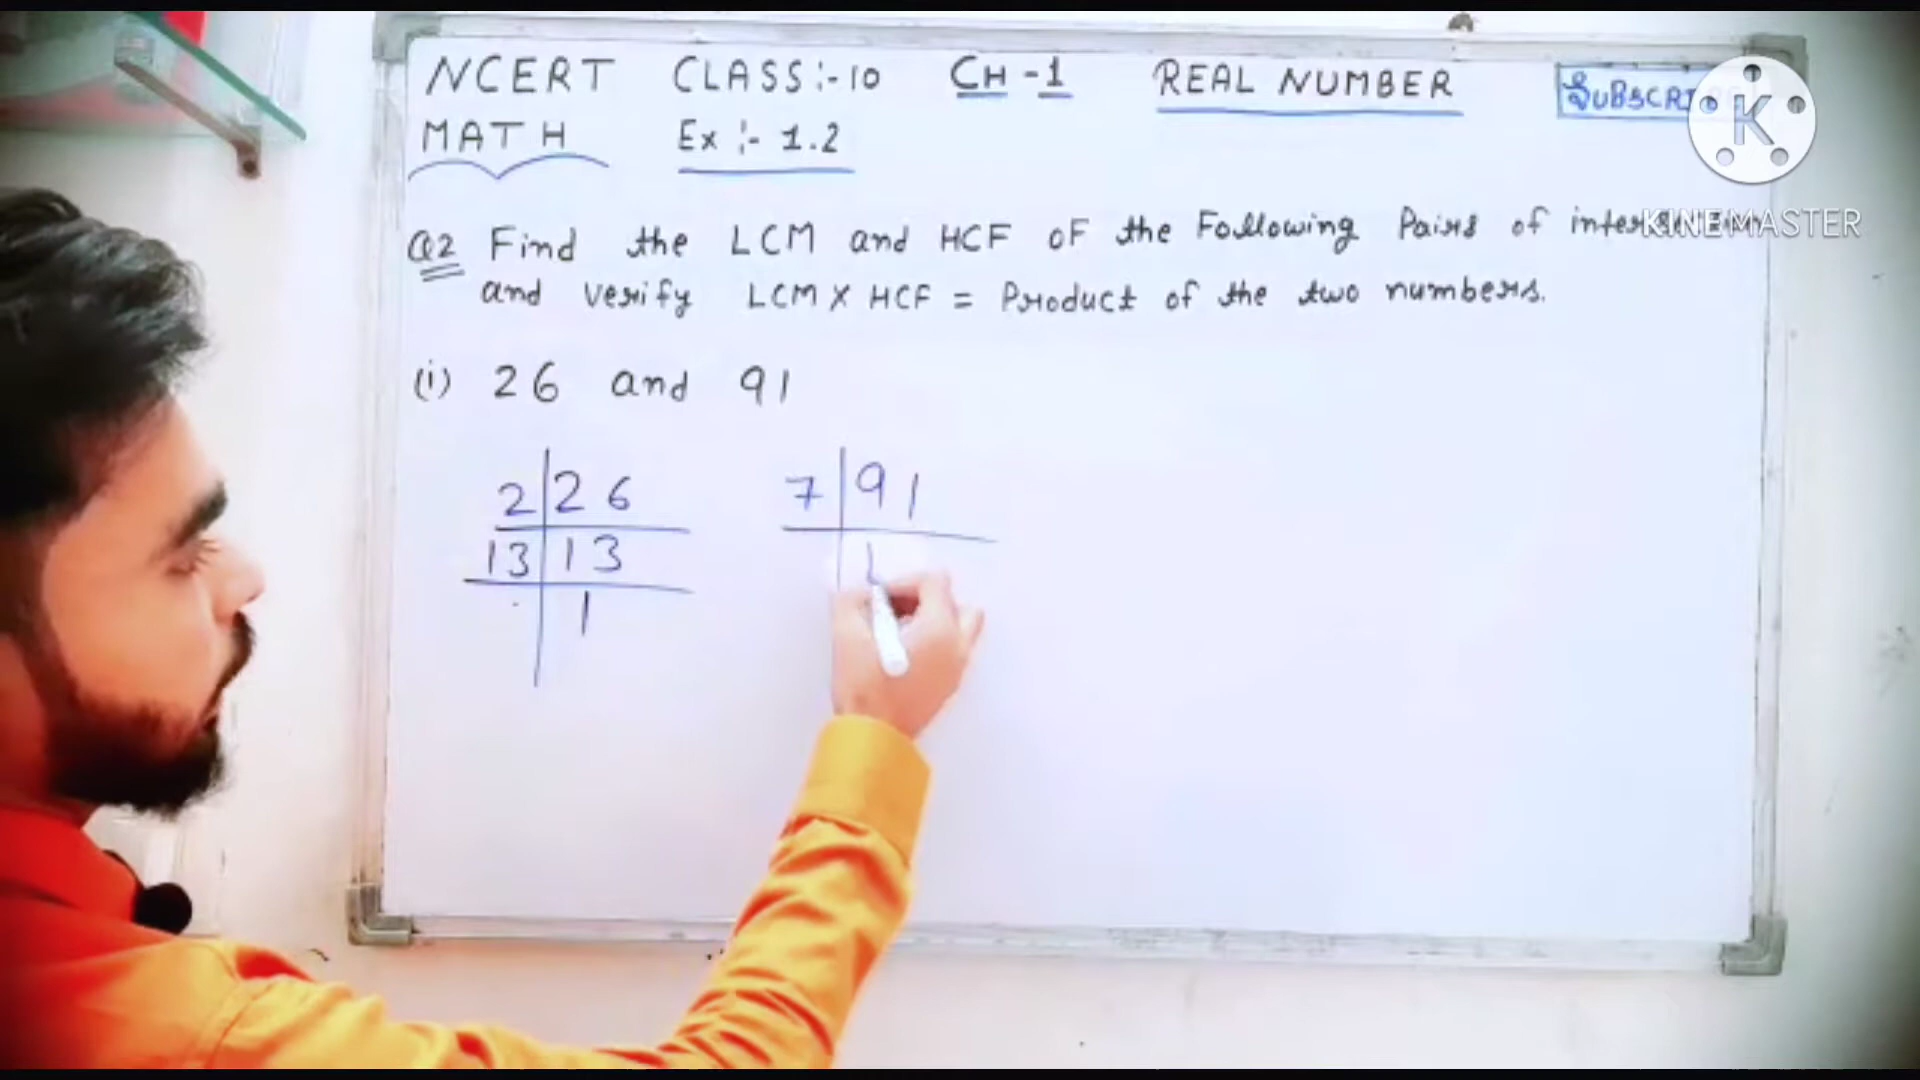 NCERT CLASS:-10 CH-1 REAL NUMBER
MATH Ex :- 1.2
Q2 Find the LCM and HCF OF the Following Pairs of
and verify LCM X HCF = Product of the two numbers.
(i) 26 and 91
2 26
13 13
1
7 91
1
K
KINEMASTER